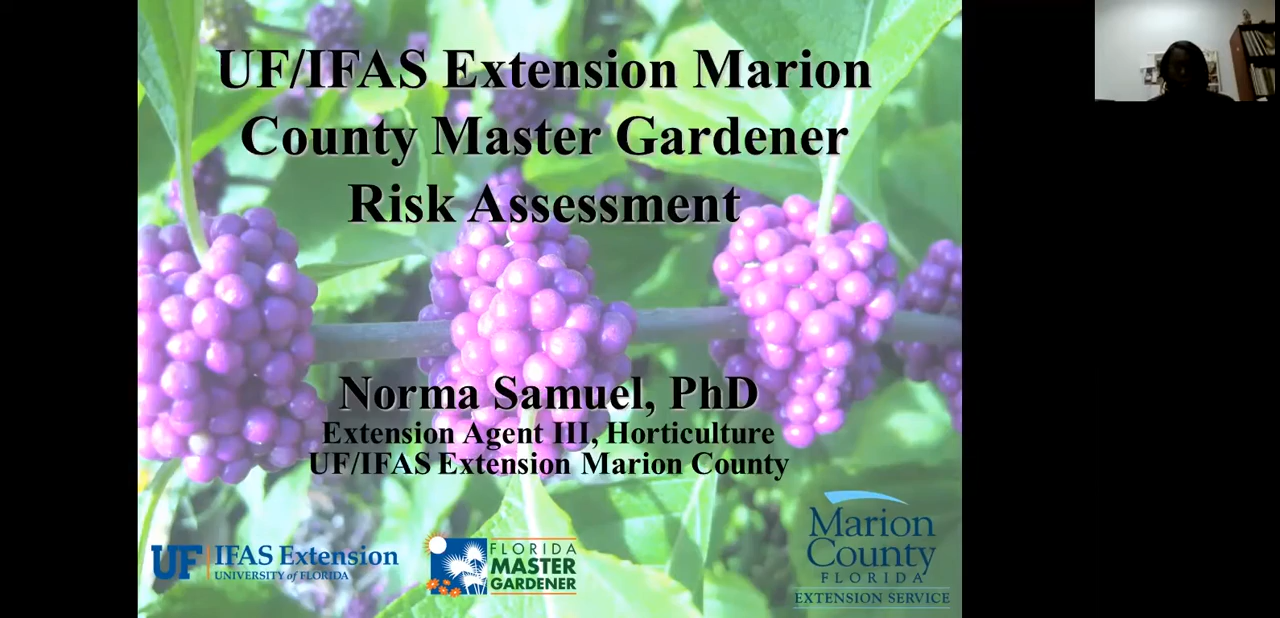 UF/IFAS Extension Marion
County Master Gardener
Risk Assessment
Norma Samuel, PhD
Extension Agent III, Horticulture
UF/IFAS Extension Marion County
UF IFAS Extension
UNIVERSITY of FLORIDA
FLORIDA
MASTER
GARDENER
Marion
County
FLORIDA
EXTENSION SERVICE